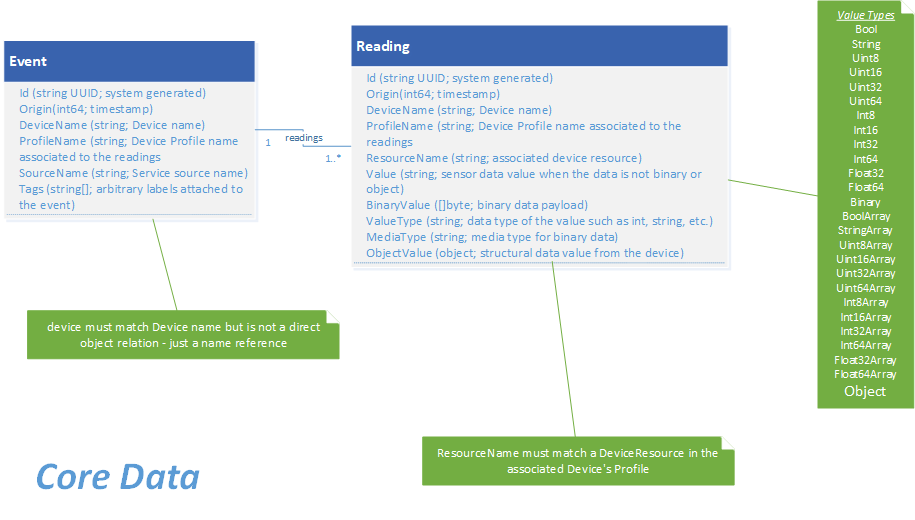 Event
Id (string UUID; system generated)
Origin(int64; timestamp)
DeviceName (string; Device name)
ProfileName (string; Device Profile name
associated to the readings
SourceName (string; Service source name)
Tags (string[]; arbitrary labels attached to
the event)
1
readings
1..*
Reading
Id (string UUID; system generated)
Origin(int64; timestamp)
DeviceName (string; Device name)
ProfileName (string; Device Profile name associated to the
readings
ResourceName (string; associated device resource)
Value (string; sensor data value when the data is not binary or
object)
BinaryValue ([]byte; binary data payload)
ValueType (string; data type of the value such as int, string, etc.)
MediaType (string; media type for binary data)
ObjectValue (object; structural data value from the device)
Value Types
Bool
String
Uint8
Uint16
Uint32
Uint64
Int8
Int16
Int32
Int64
Float32
Float64
Binary
BoolArray
StringArray
Uint8Array
Uint16Array
Uint32Array
Uint64Array
Int8Array
Int16Array
Int32Array
Int64Array
Float32Array
Float64Array
Object
device must match Device name but is not a direct
object relation - just a name reference
ResourceName must match a DeviceResource in the
associated Device's Profile
Core Data